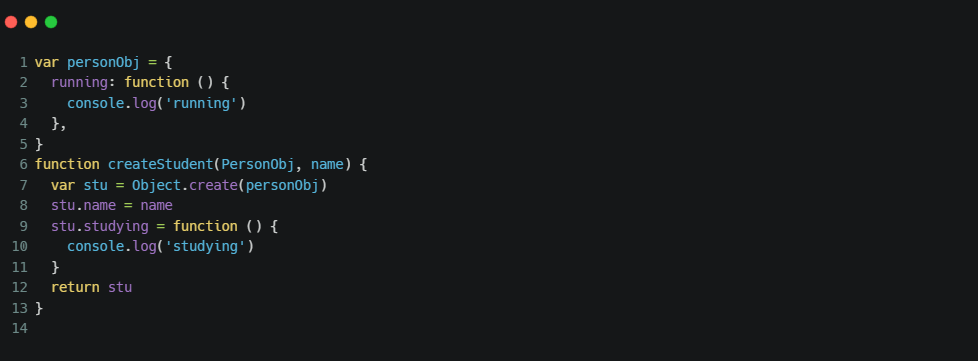 1 var personObj = {
2   running: function () {
3     console.log('running')
4   },
5 }
6 function createStudent(PersonObj, name) {
7   var stu = Object.create(personObj)
8   stu.name = name
9   stu.studying = function () {
10     console.log('studying')
11   }
12   return stu
13 }
14